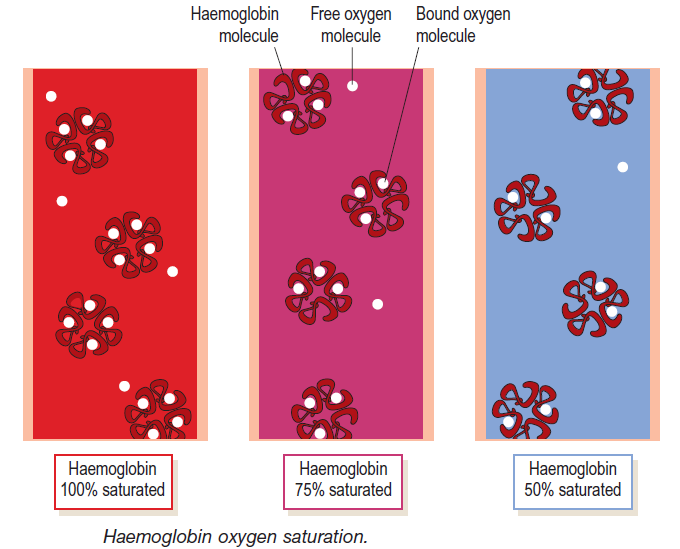 Haemoglobin
molecule
Free oxygen
molecule
Bound oxygen
molecule
Haemoglobin
100% saturated
Haemoglobin
75% saturated
Haemoglobin
50% saturated
Haemoglobin oxygen saturation.